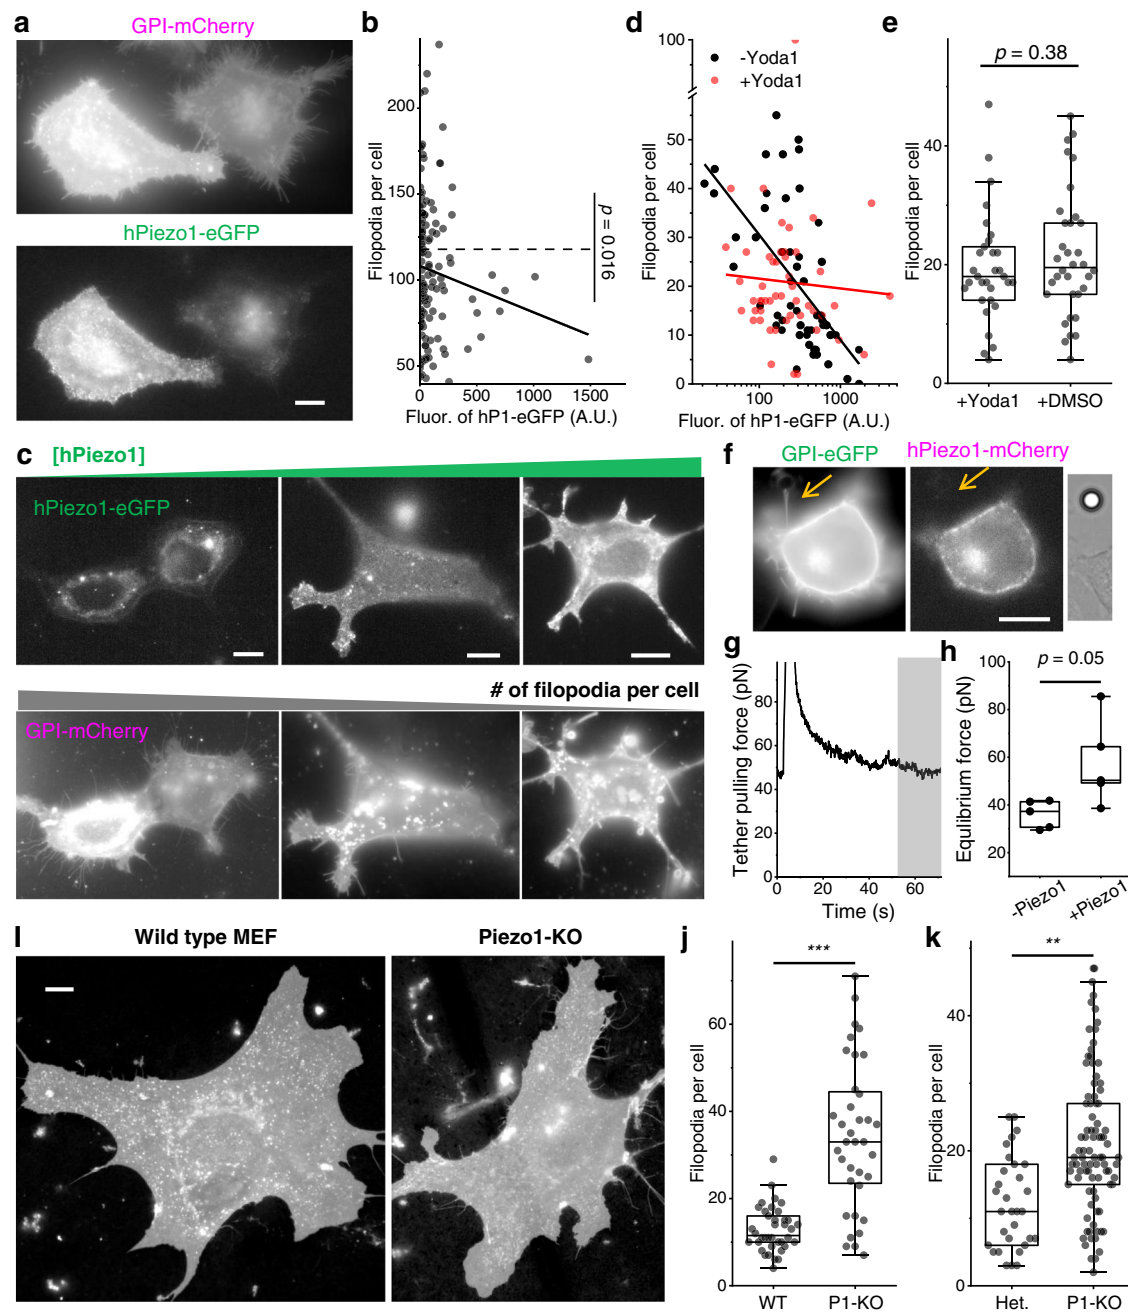 a
GPI-mCherry
hPiezo1-eGFP
b
Filopodia per cell
200
150
100
50
0
500
1000
1500
Fluor. of hP1-eGFP (A.U.)
p = 0.016
d
-Yoda1
+Yoda1
Filopodia per cell
100
50
40
30
20
10
0
100
1000
Fluor. of hP1-eGFP (A.U.)
e
p = 0.38
Filopodia per cell
40
20
0
+Yoda1
+DMSO
c
[hPiezo1]
hPiezo1-eGFP
# of filopodia per cell
GPI-mCherry
f
GPI-eGFP
hPiezo1-mCherry
g
Tether pulling force (pN)
80
60
40
20
0
0
20
40
60
Time (s)
h
p = 0.05
Equlibrium force (pN)
100
80
60
40
20
-Piezo1
+Piezo1
I
Wild type MEF
Piezo1-KO
j
***
Filopodia per cell
60
40
20
0
WT
P1-KO
k
**
Filopodia per cell
40
20
0
Het.
P1-KO